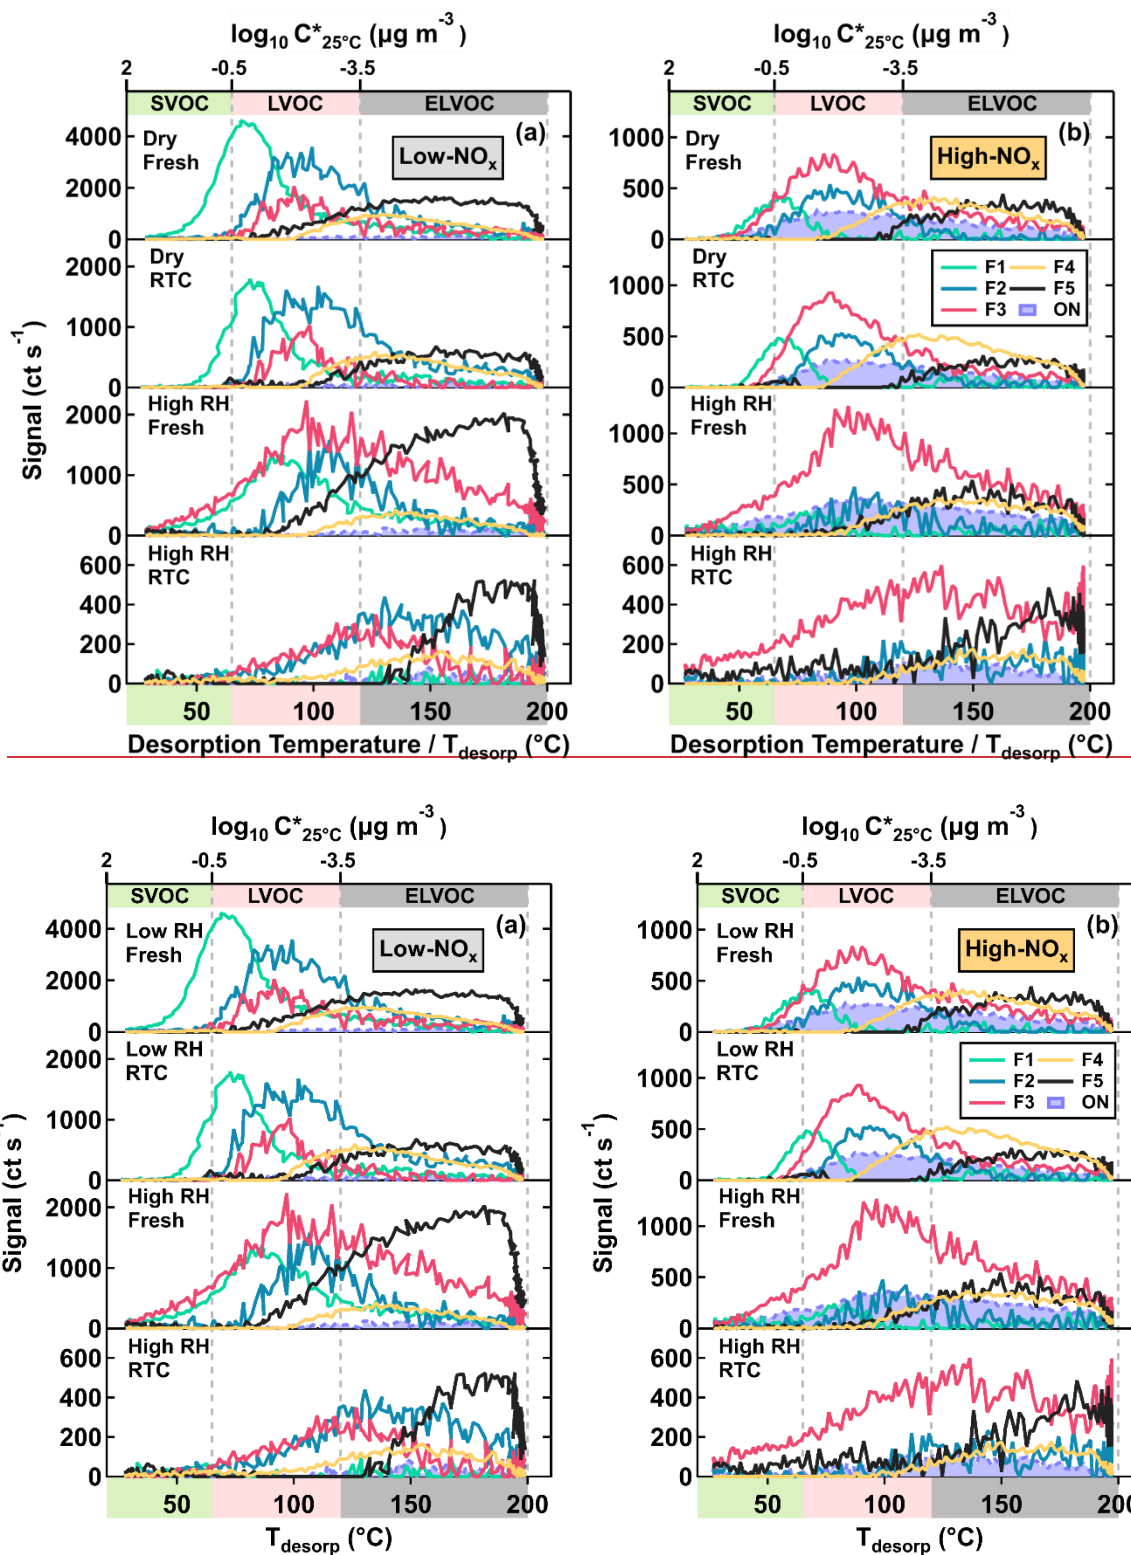 log10 C*25°C (µg m-3)
log10 C*25°C (µg m-3)
2 -0.5 -3.5
2 -0.5 -3.5
SVOC LVOC ELVOC
SVOC LVOC ELVOC
Dry
Fresh
(a)
Low-NOx
4000
2000
0
Dry
RTC
2000
1000
0
High RH
Fresh
2000
1000
0
High RH
RTC
600
400
200
0
Signal (ct s-1)
50 100 150 200
Desorption Temperature / Tdesorp (°C)
Dry
Fresh
(b)
High-NOx
1000
500
0
Dry
RTC
F1 F4
F2 F5
F3 ON
1000
500
0
High RH
Fresh
1000
500
0
High RH
RTC
600
400
200
0
50 100 150 200
Desorption Temperature / Tdesorp (°C)
log10 C*25°C (µg m-3)
log10 C*25°C (µg m-3)
2 -0.5 -3.5
2 -0.5 -3.5
SVOC LVOC ELVOC
SVOC LVOC ELVOC
Low RH
Fresh
(a)
Low-NOx
4000
2000
0
Low RH
RTC
2000
1000
0
High RH
Fresh
2000
1000
0
High RH
RTC
600
400
200
0
Signal (ct s-1)
50 100 150 200
Tdesorp (°C)
Low RH
Fresh
(b)
High-NOx
1000
500
0
Low RH
RTC
F1 F4
F2 F5
F3 ON
1000
500
0
High RH
Fresh
1000
500
0
High RH
RTC
600
400
200
0
Signal (ct s-1)
50 100 150 200
Tdesorp (°C)